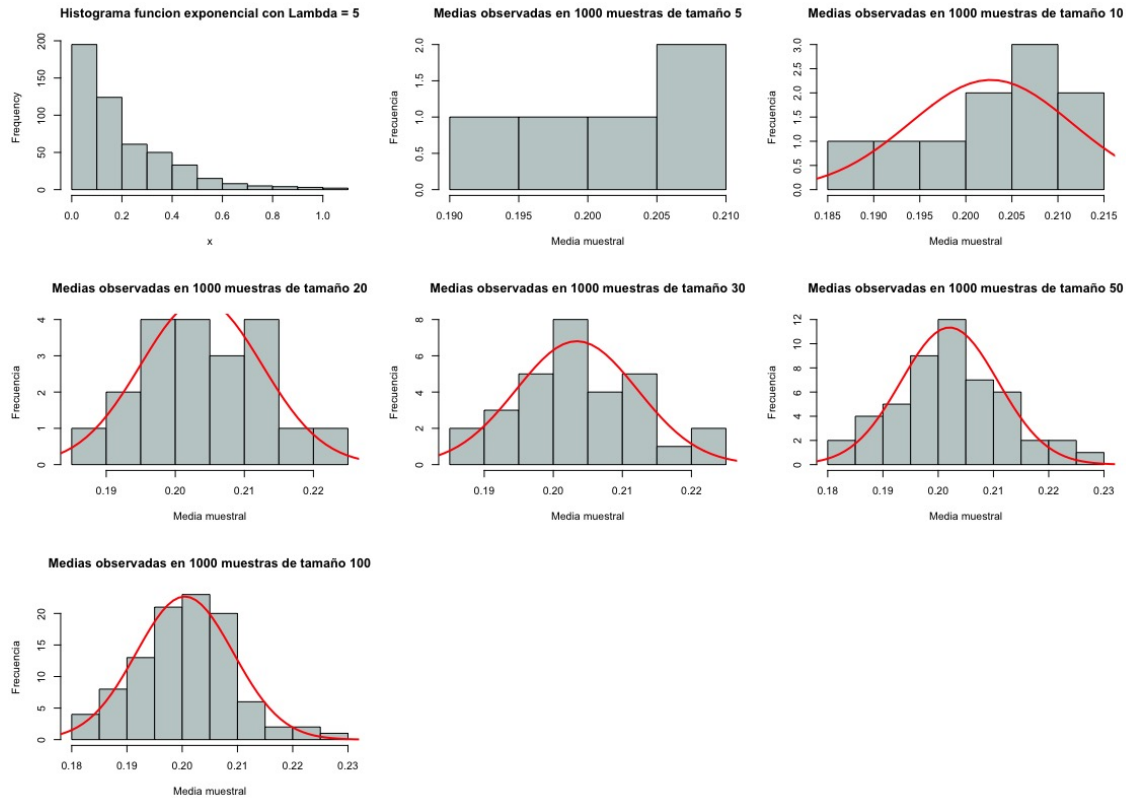 Histograma funcion exponencial con Lambda = 5
Frequency
200
150
100
50
0
0.0 0.2 0.4 0.6 0.8 1.0
x
Medias observadas en 1000 muestras de tamaño 5
Frecuencia
2.0
1.5
1.0
0.5
0.0
0.190 0.195 0.200 0.205 0.210
Media muestral
Medias observadas en 1000 muestras de tamaño 10
Frecuencia
3.0
2.5
2.0
1.5
1.0
0.5
0.0
0.185 0.190 0.195 0.200 0.205 0.210 0.215
Media muestral
Medias observadas en 1000 muestras de tamaño 20
Frecuencia
4
3
2
1
0
0.19 0.20 0.21 0.22
Media muestral
Medias observadas en 1000 muestras de tamaño 30
Frecuencia
8
6
4
2
0
0.19 0.20 0.21 0.22
Media muestral
Medias observadas en 1000 muestras de tamaño 50
Frecuencia
12
10
8
6
4
2
0
0.18 0.19 0.20 0.21 0.22 0.23
Media muestral
Medias observadas en 1000 muestras de tamaño 100
Frecuencia
20
15
10
5
0
0.18 0.19 0.20 0.21 0.22 0.23
Media muestral